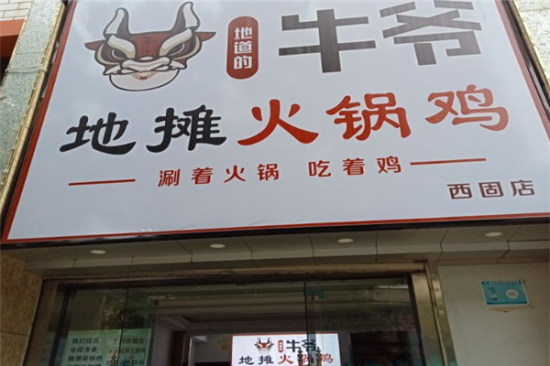 地道的
牛爷
地摊火锅鸡
涮着火锅 吃着鸡
西固店
牛爷
地摊火锅鸡